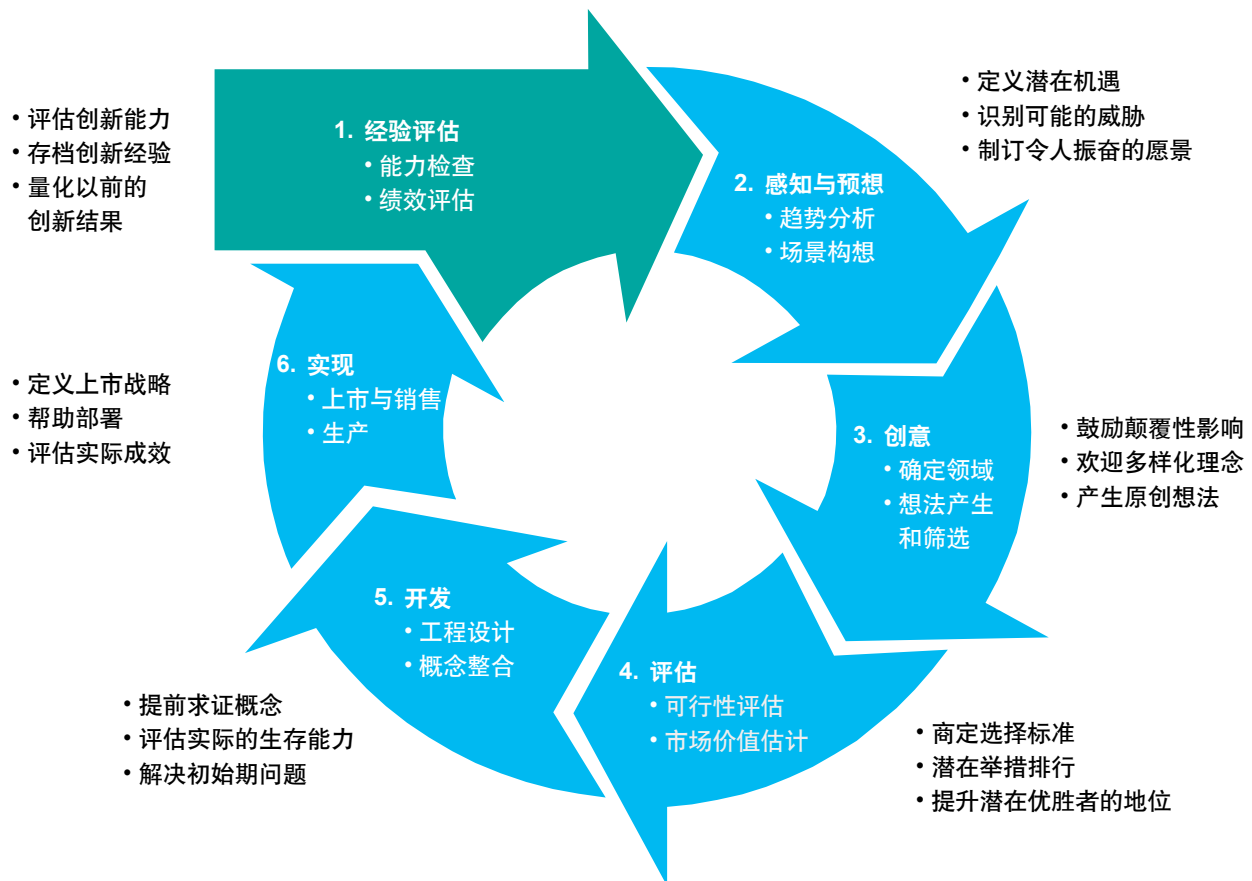 • 评估创新能力
• 存档创新经验
• 量化以前的
创新结果
1. 经验评估
• 能力检查
• 绩效评估
• 定义潜在机遇
• 识别可能的威胁
• 制订令人振奋的愿景
2. 感知与预想
• 趋势分析
• 场景构想
3. 创意
• 确定领域
• 想法产生
和筛选
• 鼓励颠覆性影响
• 欢迎多样化理念
• 产生原创想法
4. 评估
• 可行性评估
• 市场价值估计
• 商定选择标准
• 潜在举措排行
• 提升潜在优胜者的地位
5. 开发
• 工程设计
• 概念整合
• 提前求证概念
• 评估实际的生存能力
• 解决初始期问题
6. 实现
• 上市与销售
• 生产
• 定义上市战略
• 帮助部署
• 评估实际成效